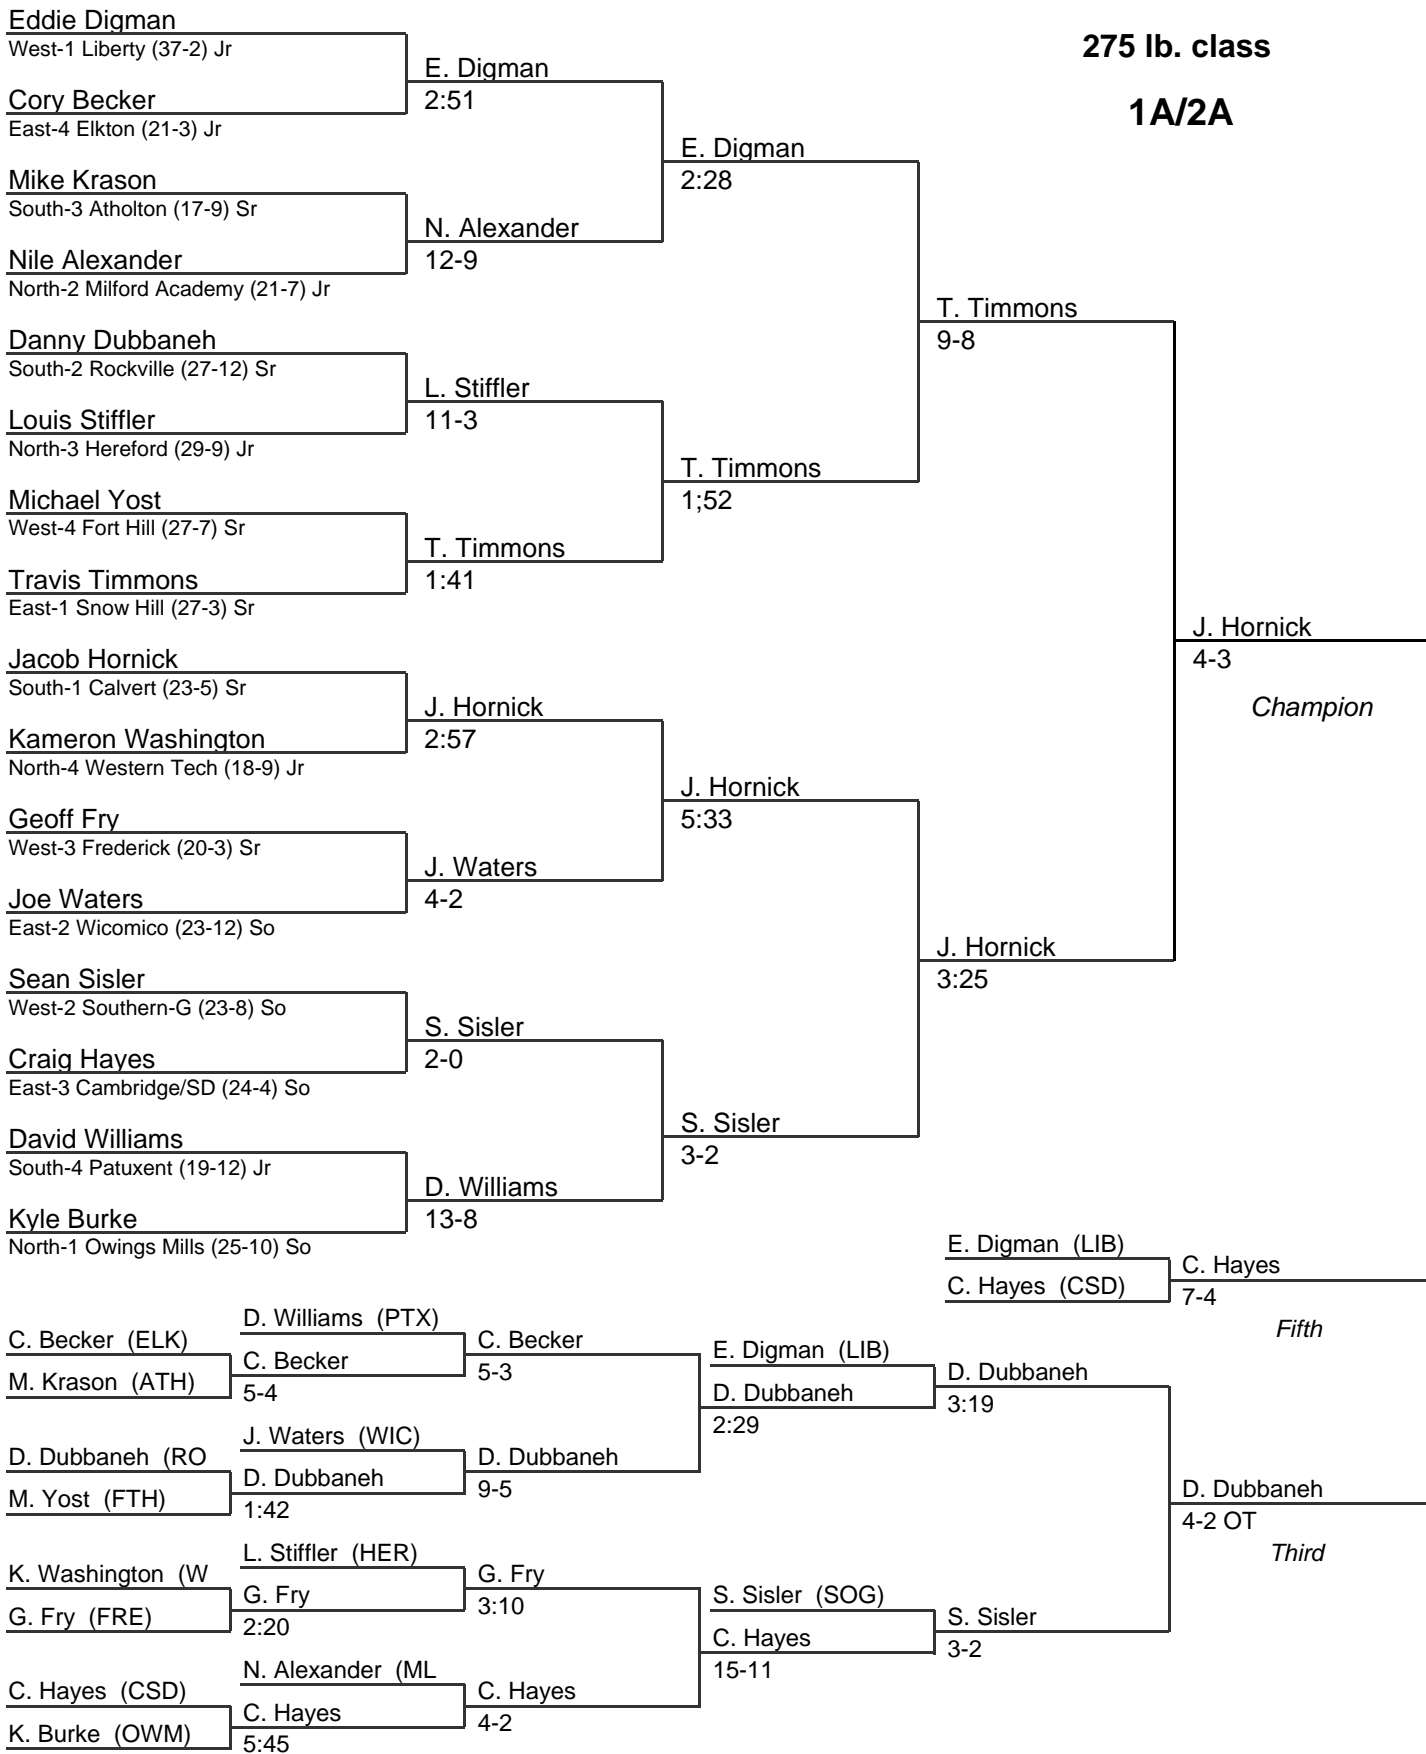 275 lb. class
1A/2A
Eddie Digman
West-1 Liberty (37-2) Jr
Cory Becker
East-4 Elkton (21-3) Jr
Mike Krason
South-3 Atholton (17-9) Sr
Nile Alexander
North-2 Milford Academy (21-7) Jr
Danny Dubbaneh
South-2 Rockville (27-12) Sr
Louis Stiffler
North-3 Hereford (29-9) Jr
Michael Yost
West-4 Fort Hill (27-7) Sr
Travis Timmons
East-1 Snow Hill (27-3) Sr
Jacob Hornick
South-1 Calvert (23-5) Sr
Kameron Washington
North-4 Western Tech (18-9) Jr
Geoff Fry
West-3 Frederick (20-3) Sr
Joe Waters
East-2 Wicomico (23-12) So
Sean Sisler
West-2 Southern-G (23-8) So
Craig Hayes
East-3 Cambridge/SD (24-4) So
David Williams
South-4 Patuxent (19-12) Jr
Kyle Burke
North-1 Owings Mills (25-10) So
E. Digman
2:51
N. Alexander
12-9
L. Stiffler
11-3
T. Timmons
1:41
J. Hornick
2:57
J. Waters
4-2
S. Sisler
2-0
D. Williams
13-8
E. Digman
2:28
T. Timmons
1;52
J. Hornick
5:33
S. Sisler
3-2
T. Timmons
9-8
J. Hornick
3:25
J. Hornick
4-3
Champion
E. Digman (LIB)
C. Hayes (CSD)
C. Hayes
7-4
Fifth
C. Becker (ELK)
M. Krason (ATH)
D. Dubbaneh (RO
M. Yost (FTH)
K. Washington (W
G. Fry (FRE)
C. Hayes (CSD)
K. Burke (OWM)
D. Williams (PTX)
C. Becker
5-4
J. Waters (WIC)
D. Dubbaneh
1:42
L. Stiffler (HER)
G. Fry
2:20
N. Alexander (ML
C. Hayes
5:45
C. Becker
5-3
D. Dubbaneh
9-5
G. Fry
3:10
C. Hayes
4-2
E. Digman (LIB)
D. Dubbaneh
2:29
S. Sisler (SOG)
C. Hayes
15-11
D. Dubbaneh
3:19
S. Sisler
3-2
D. Dubbaneh
4-2 OT
Third